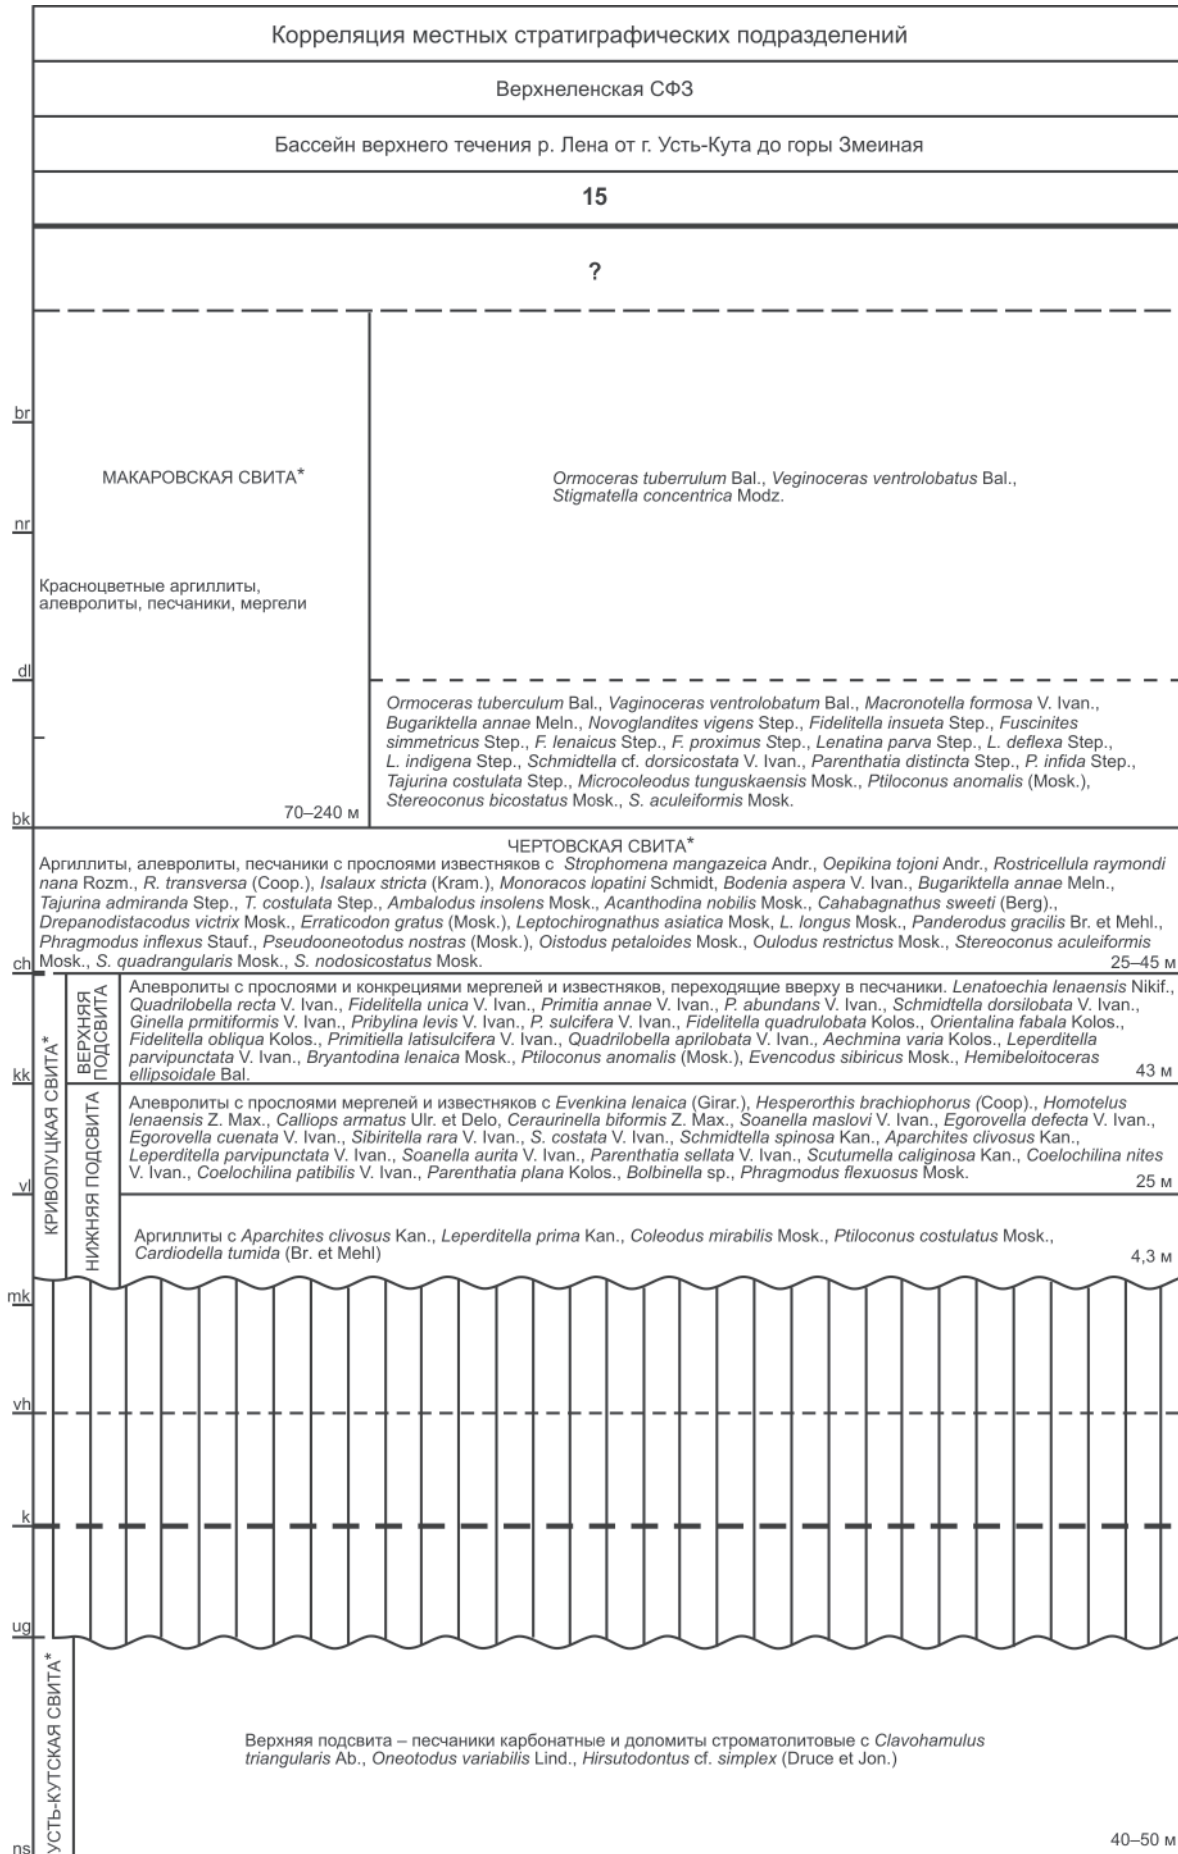 Корреляция местных стратиграфических подразделений
Верхнеленская СФЗ
Бассейн верхнего течения р. Лена от г. Усть-Кута до горы Змеиная
15
?
br
МАКАРОВСКАЯ СВИТА*
Ormoceras tuberrulum Bal., Veginoceras ventrolobatus Bal.,
Stigmatella concentrica Modz.
nr
Красноцветные аргиллиты,
алевролиты, песчаники, мергели
dl
Ormoceras tuberculum Bal., Vaginoceras ventrolobatum Bal., Macronotella formosa V. Ivan.,
Bugariktella annae Meln., Novoglandites vigens Step., Fidelitella insueta Step., Fuscinites
simmetricus Step., F. lenaicus Step., F. proximus Step., Lenatina parva Step., L. deflexa Step.,
L. indigena Step., Schmidtella cf. dorsicostata V. Ivan., Parenthatia distincta Step., P. infida Step.,
Tajurina costulata Step., Microcoleodus tunguskaensis Mosk., Ptiloconus anomalis (Mosk.),
Stereoconus bicostatus Mosk., S. aculeiformis Mosk.
70–240 м
bk
ЧЕРТОВСКАЯ СВИТА*
Аргиллиты, алевролиты, песчаники с прослоями известняков с Strophomena mangazeica Andr., Oepikina tojoni Andr., Rostricellula raymondi
nana Rozm., R. transversa (Coop.), Isalaux stricta (Kram.), Monoracos lopatini Schmidt, Bodenia aspera V. Ivan., Bugariktella annae Meln.,
Tajurina admiranda Step., T. costulata Step., Ambalodus insolens Mosk., Acanthodina nobilis Mosk., Cahabagnathus sweeti (Berg).,
Drepanodistacodus victrix Mosk., Erraticodon gratus (Mosk.), Leptochirognathus asiatica Mosk, L. longus Mosk., Panderodus gracilis Br. et Mehl.,
Phragmodus inflexus Stauf., Pseudooneotodus nostras (Mosk.), Oistodus petaloides Mosk., Oulodus restrictus Mosk., Stereoconus aculeiformis
Mosk., S. quadrangularis Mosk., S. nodosicostatus Mosk.
25–45 м
ch
КРИВОЛУЦКАЯ СВИТА*
ВЕРХНЯЯ
ПОДСВИТА
Алевролиты с прослоями и конкрециями мергелей и известняков, переходящие вверху в песчаники. Lenatoechia lenaensis Nikif.,
Quadrilobella recta V. Ivan., Fidelitella unica V. Ivan., Primitia annae V. Ivan., P. abundans V. Ivan., Schmidtella dorsilobata V. Ivan.,
Ginella prmitiformis V. Ivan., Pribylina levis V. Ivan., P. sulcifera V. Ivan., Fidelitella quadrulobata Kolos., Orientalina fabala Kolos.,
Fidelitella obliqua Kolos., Primitiella latisulcifera V. Ivan., Quadrilobella aprilobata V. Ivan., Aechmina varia Kolos., Leperditella
parvipunctata V. Ivan., Bryantodina lenaica Mosk., Ptiloconus anomalis (Mosk.), Evencodus sibiricus Mosk., Hemibeloitoceras
ellipsoidale Bal.
43 м
kk
НИЖНЯЯ ПОДСВИТА
Алевролиты с прослоями мергелей и известняков с Evenkina lenaica (Girar.), Hesperorthis brachiophorus (Coop)., Homotelus
lenaensis Z. Max., Calliops armatus Ulr. et Delo, Ceraurinella biformis Z. Max., Soanella maslovi V. Ivan., Egorovella defecta V. Ivan.,
Egorovella cuenata V. Ivan., Sibiritella rara V. Ivan., S. costata V. Ivan., Schmidtella spinosa Kan., Aparchites clivosus Kan.,
Leperditella parvipunctata V. Ivan., Soanella aurita V. Ivan., Parenthatia sellata V. Ivan., Scutumella caliginosa Kan., Coelochilina nites
V. Ivan., Coelochilina patibilis V. Ivan., Parenthatia plana Kolos., Bolbinella sp., Phragmodus flexuosus Mosk.
25 м
vl
Аргиллиты с Aparchites clivosus Kan., Leperditella prima Kan., Coleodus mirabilis Mosk., Ptiloconus costulatus Mosk.,
Cardiodella tumida (Br. et Mehl)
4,3 м
mk
vh
k
ug
УСТЬ-КУТСКАЯ СВИТА*
Верхняя подсвита – песчаники карбонатные и доломиты строматолитовые с Clavohamulus
triangularis Ab., Oneotodus variabilis Lind., Hirsutodontus cf. simplex (Druce et Jon.)
40–50 м
ns